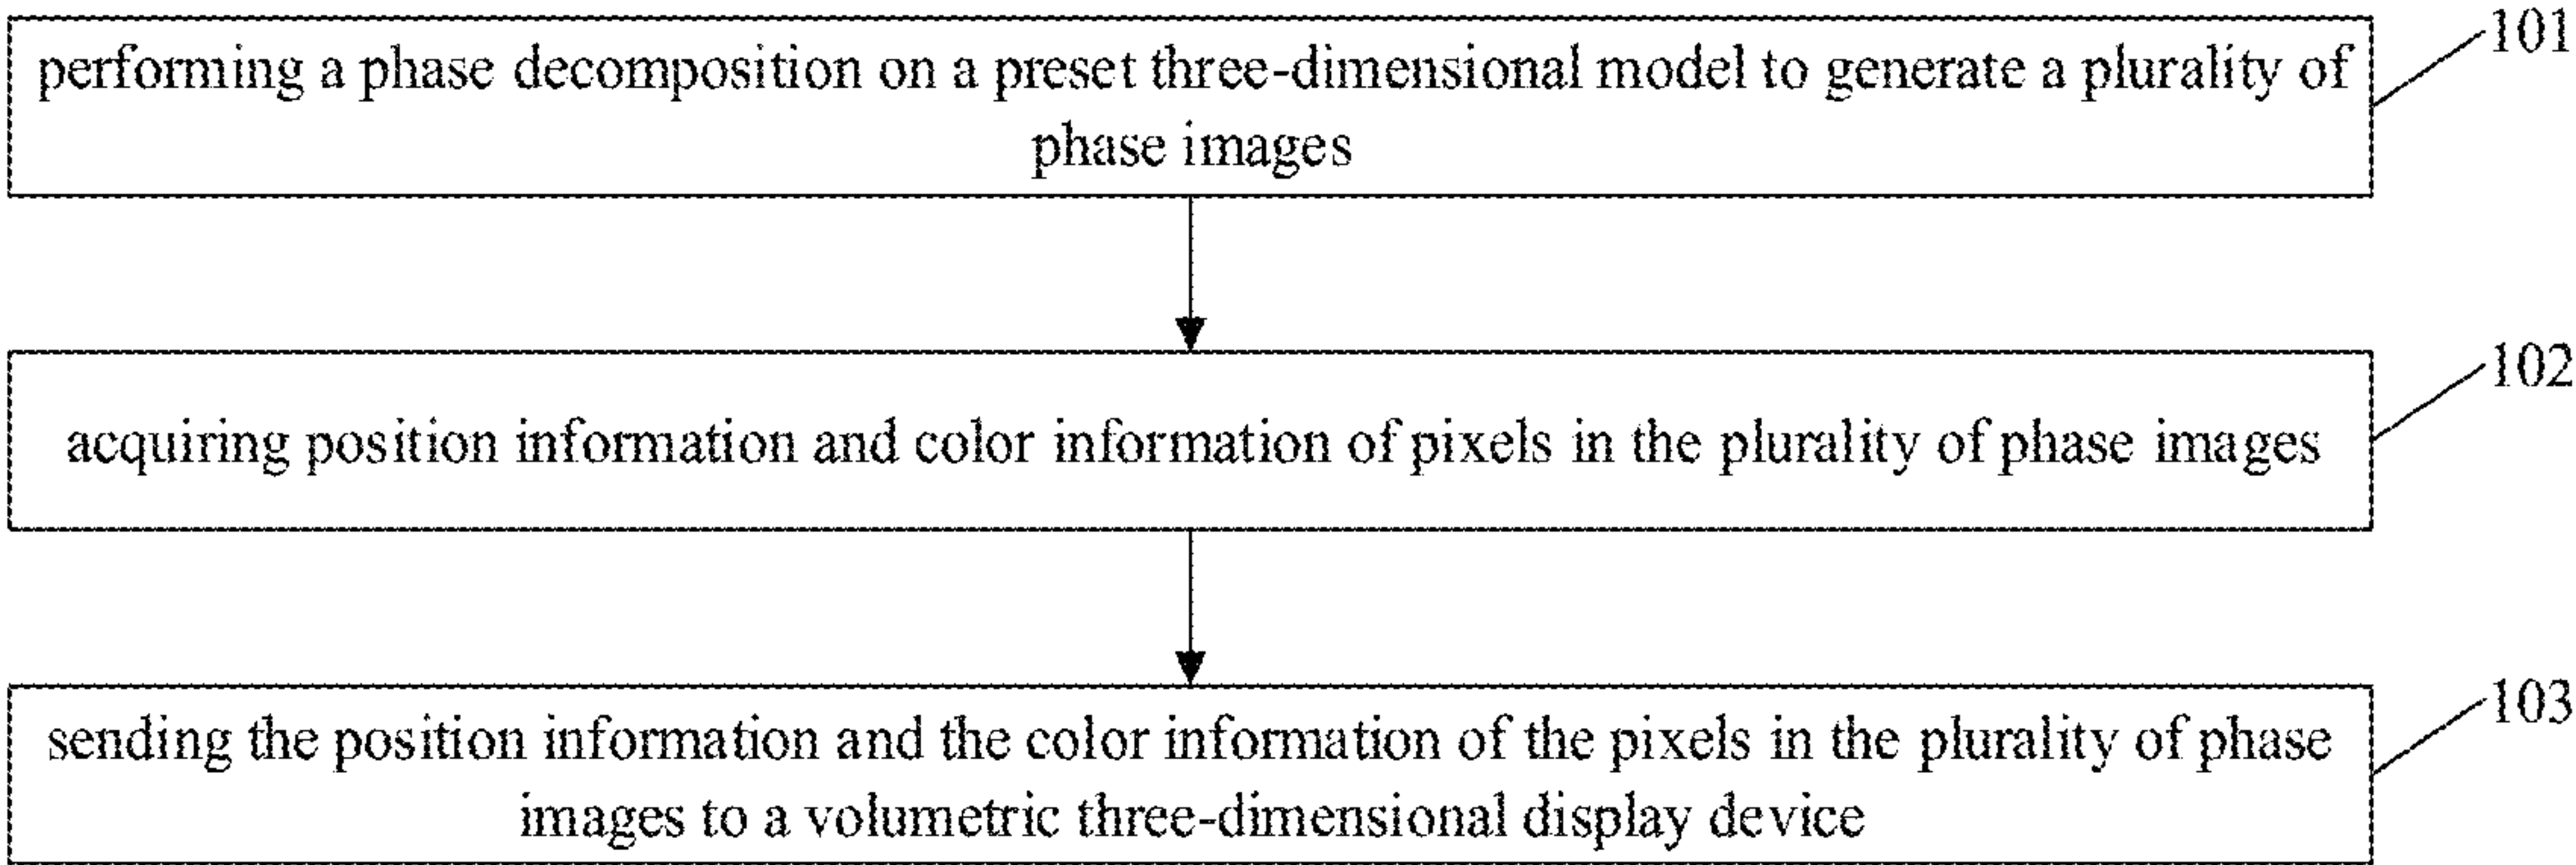 performing a phase decomposition on a preset three-dimensional model to generate a plurality of
phase images
101
acquiring position information and color information of pixels in the plurality of phase images
102
sending the position information and the color information of the pixels in the plurality of phase
images to a volumetric three-dimensional display device
103